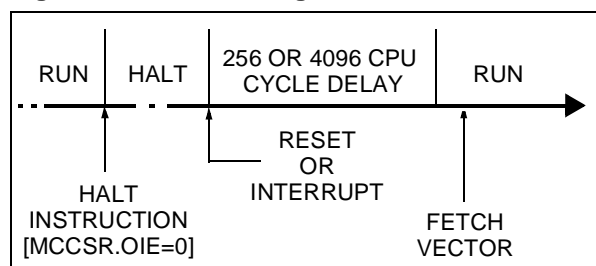 RUN
HALT
256 OR 4096 CPU
CYCLE DELAY
RUN
RESET
OR
INTERRUPT
HALT
INSTRUCTION
[MCCSR.OIE=0]
FETCH
VECTOR